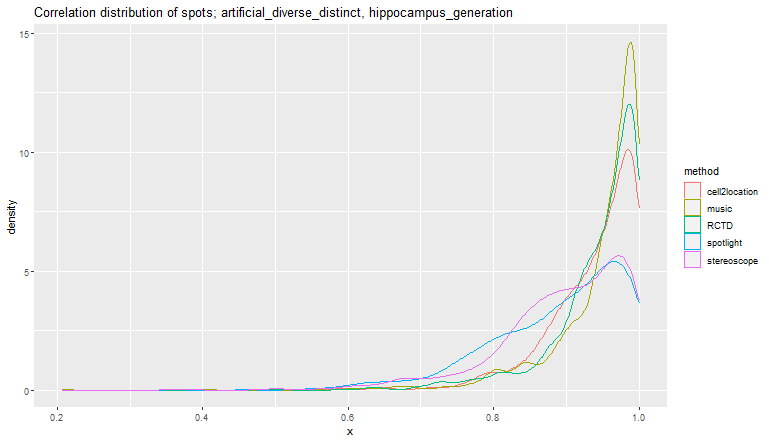 Correlation distribution of spots; artificial_diverse_distinct, hippocampus_generation
15
10
5
0
density
0.2 0.4 0.6 0.8 1.0
x
method
cell2location
music
RCTD
spotlight
stereoscope